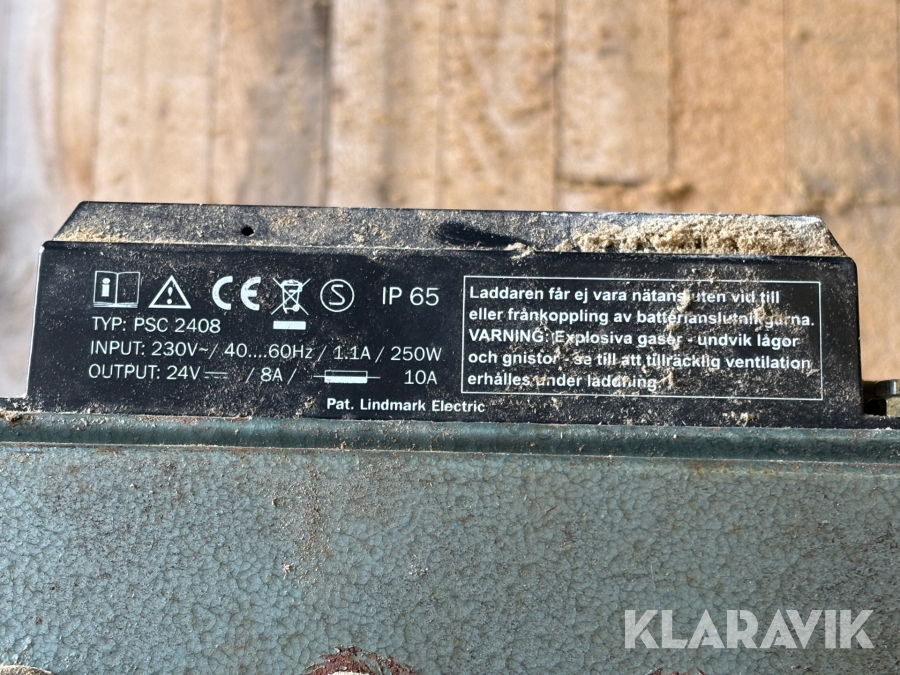 i CE S IP 65
TYP: PSC 2408
INPUT: 230V~/ 40....60Hz / 1.1A / 250W
OUTPUT: 24V⎓ / 8A / 10A
Laddaren får ej vara nätansluten vid till
eller frånkoppling av batterianslutningarna.
VARNING: Explosiva gaser - undvik lågor
och gnistor - se till att tillräcklig ventilation
erhålles under laddning.
Pat. Lindmark Electric
KLARAVIK